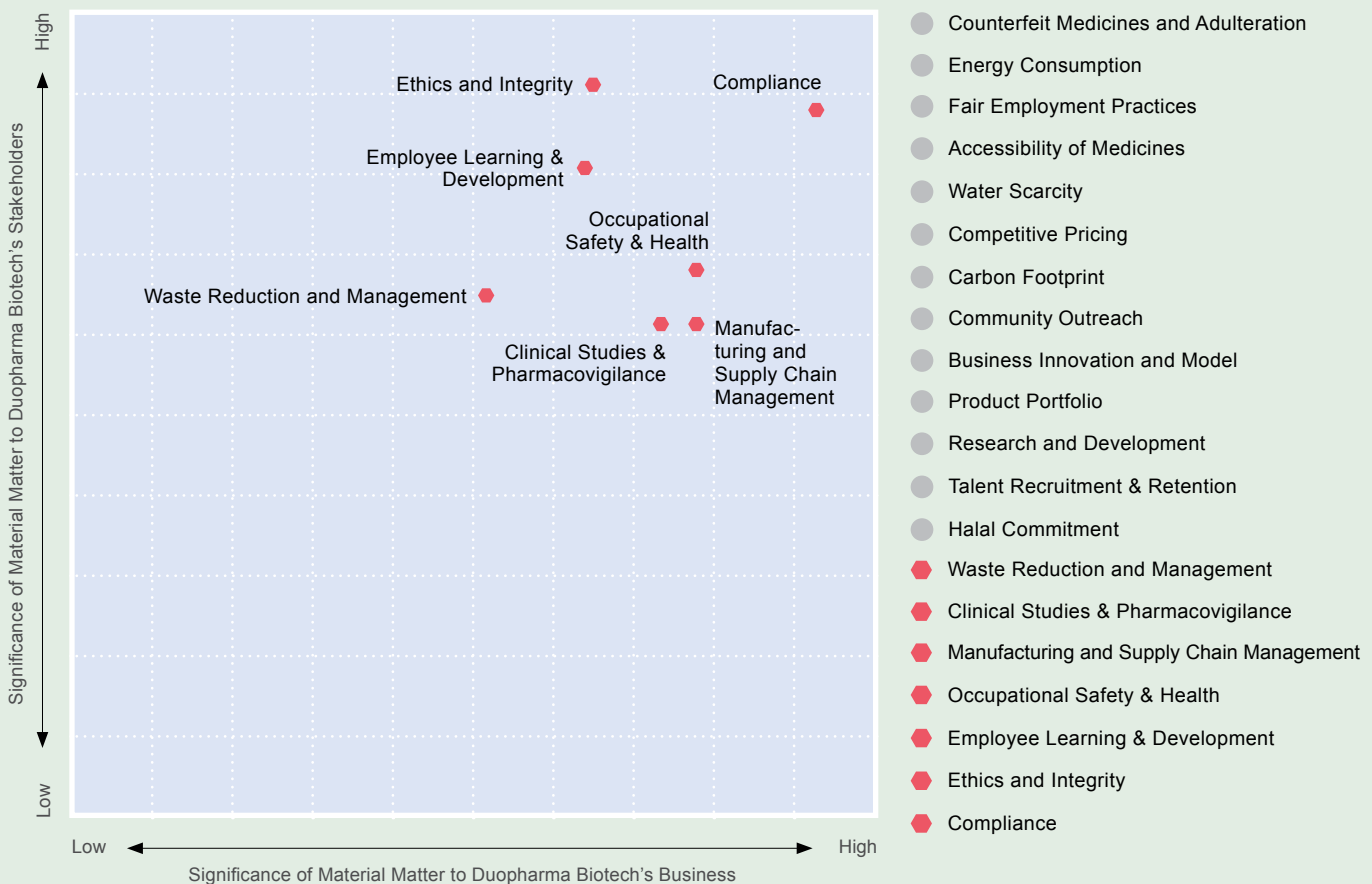 High
Significance of Material Matter to Duopharma Biotech's Stakeholders
Low
Ethics and Integrity
Compliance
Employee Learning &
Development
Occupational
Safety & Health
Waste Reduction and Management
Clinical Studies &
Pharmacovigilance
Manufac-
turing and
Supply Chain
Management
Low
High
Significance of Material Matter to Duopharma Biotech's Business
Counterfeit Medicines and Adulteration
Energy Consumption
Fair Employment Practices
Accessibility of Medicines
Water Scarcity
Competitive Pricing
Carbon Footprint
Community Outreach
Business Innovation and Model
Product Portfolio
Research and Development
Talent Recruitment & Retention
Halal Commitment
Waste Reduction and Management
Clinical Studies & Pharmacovigilance
Manufacturing and Supply Chain Management
Occupational Safety & Health
Employee Learning & Development
Ethics and Integrity
Compliance